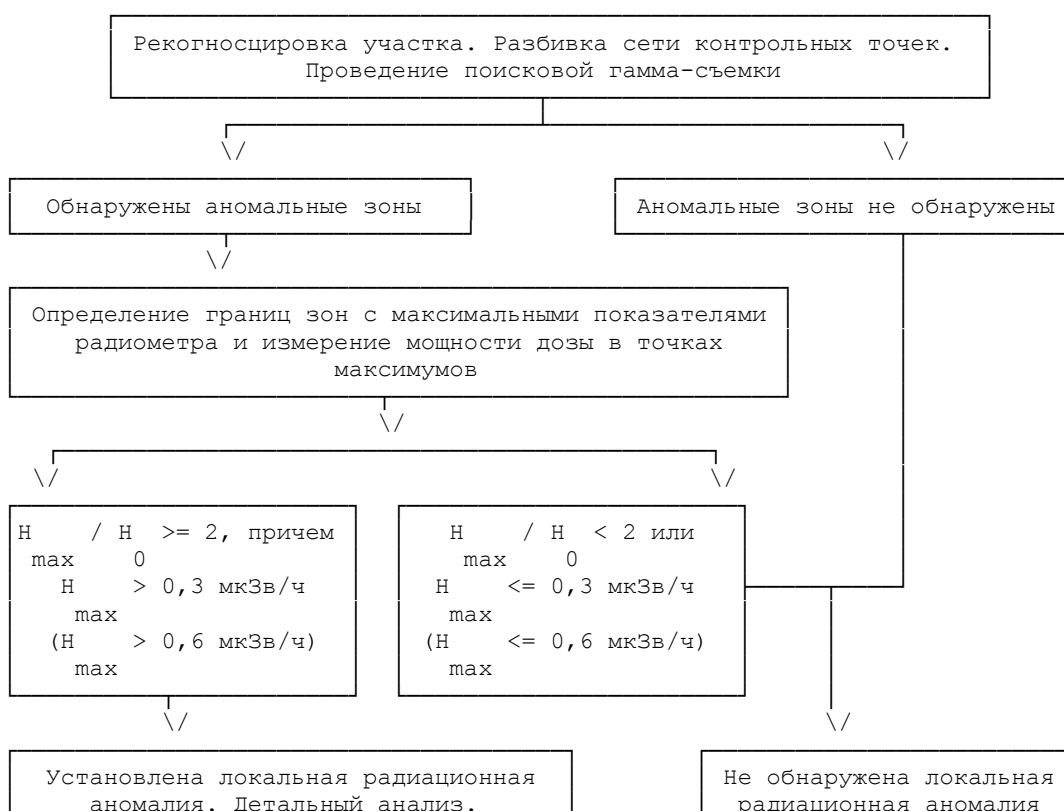 Рекогносцировка участка. Разбивка сети контрольных точек.
Проведение поисковой гамма-съемки
Обнаружены аномальные зоны
Аномальные зоны не обнаружены
Определение границ зон с максимальными показателями
радиометра и измерение мощности дозы в точках
максимумов
H / H >= 2, причем
max 0
H > 0,3 мкЗв/ч
max
(H > 0,6 мкЗв/ч)
max
H / H < 2 или
max 0
H <= 0,3 мкЗв/ч
max
(H <= 0,6 мкЗв/ч)
max
Установлена локальная радиационная
аномалия. Детальный анализ.
Не обнаружена локальная
радиационная аномалия